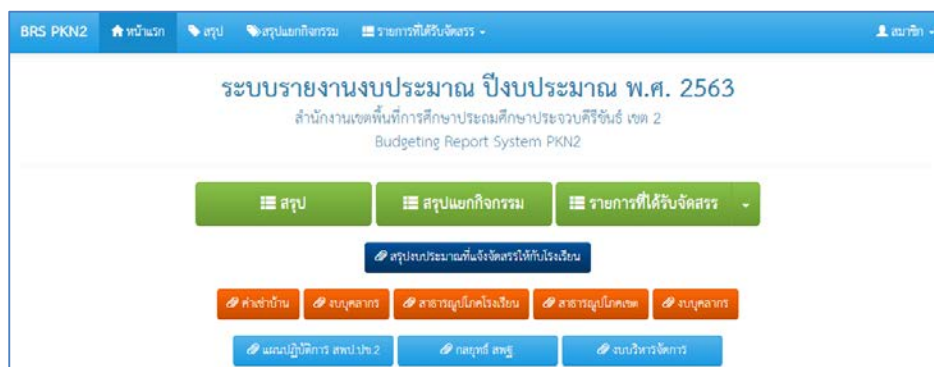 BRS PKN2 หน้าแรก สรุป สรุปแยกกิจกรรม รายการที่ได้รับจัดสรร สมาชิก
ระบบรายงานงบประมาณ ปีงบประมาณ พ.ศ. 2563
สำนักงานเขตพื้นที่การศึกษาประถมศึกษาประจวบคีรีขันธ์ เขต 2
Budgeting Report System PKN2
สรุป สรุปแยกกิจกรรม รายการที่ได้รับจัดสรร
สรุปงบประมาณที่แจ้งจัดสรรให้กับโรงเรียน
ค่าเช่าบ้าน งบบุคลากร สาธารณูปโภคโรงเรียน สาธารณูปโภคเขต งบบุคลากร
แผนปฏิบัติการ สพป.ปข.2 กลยุทธ์ สพฐ งบบริหารจัดการ